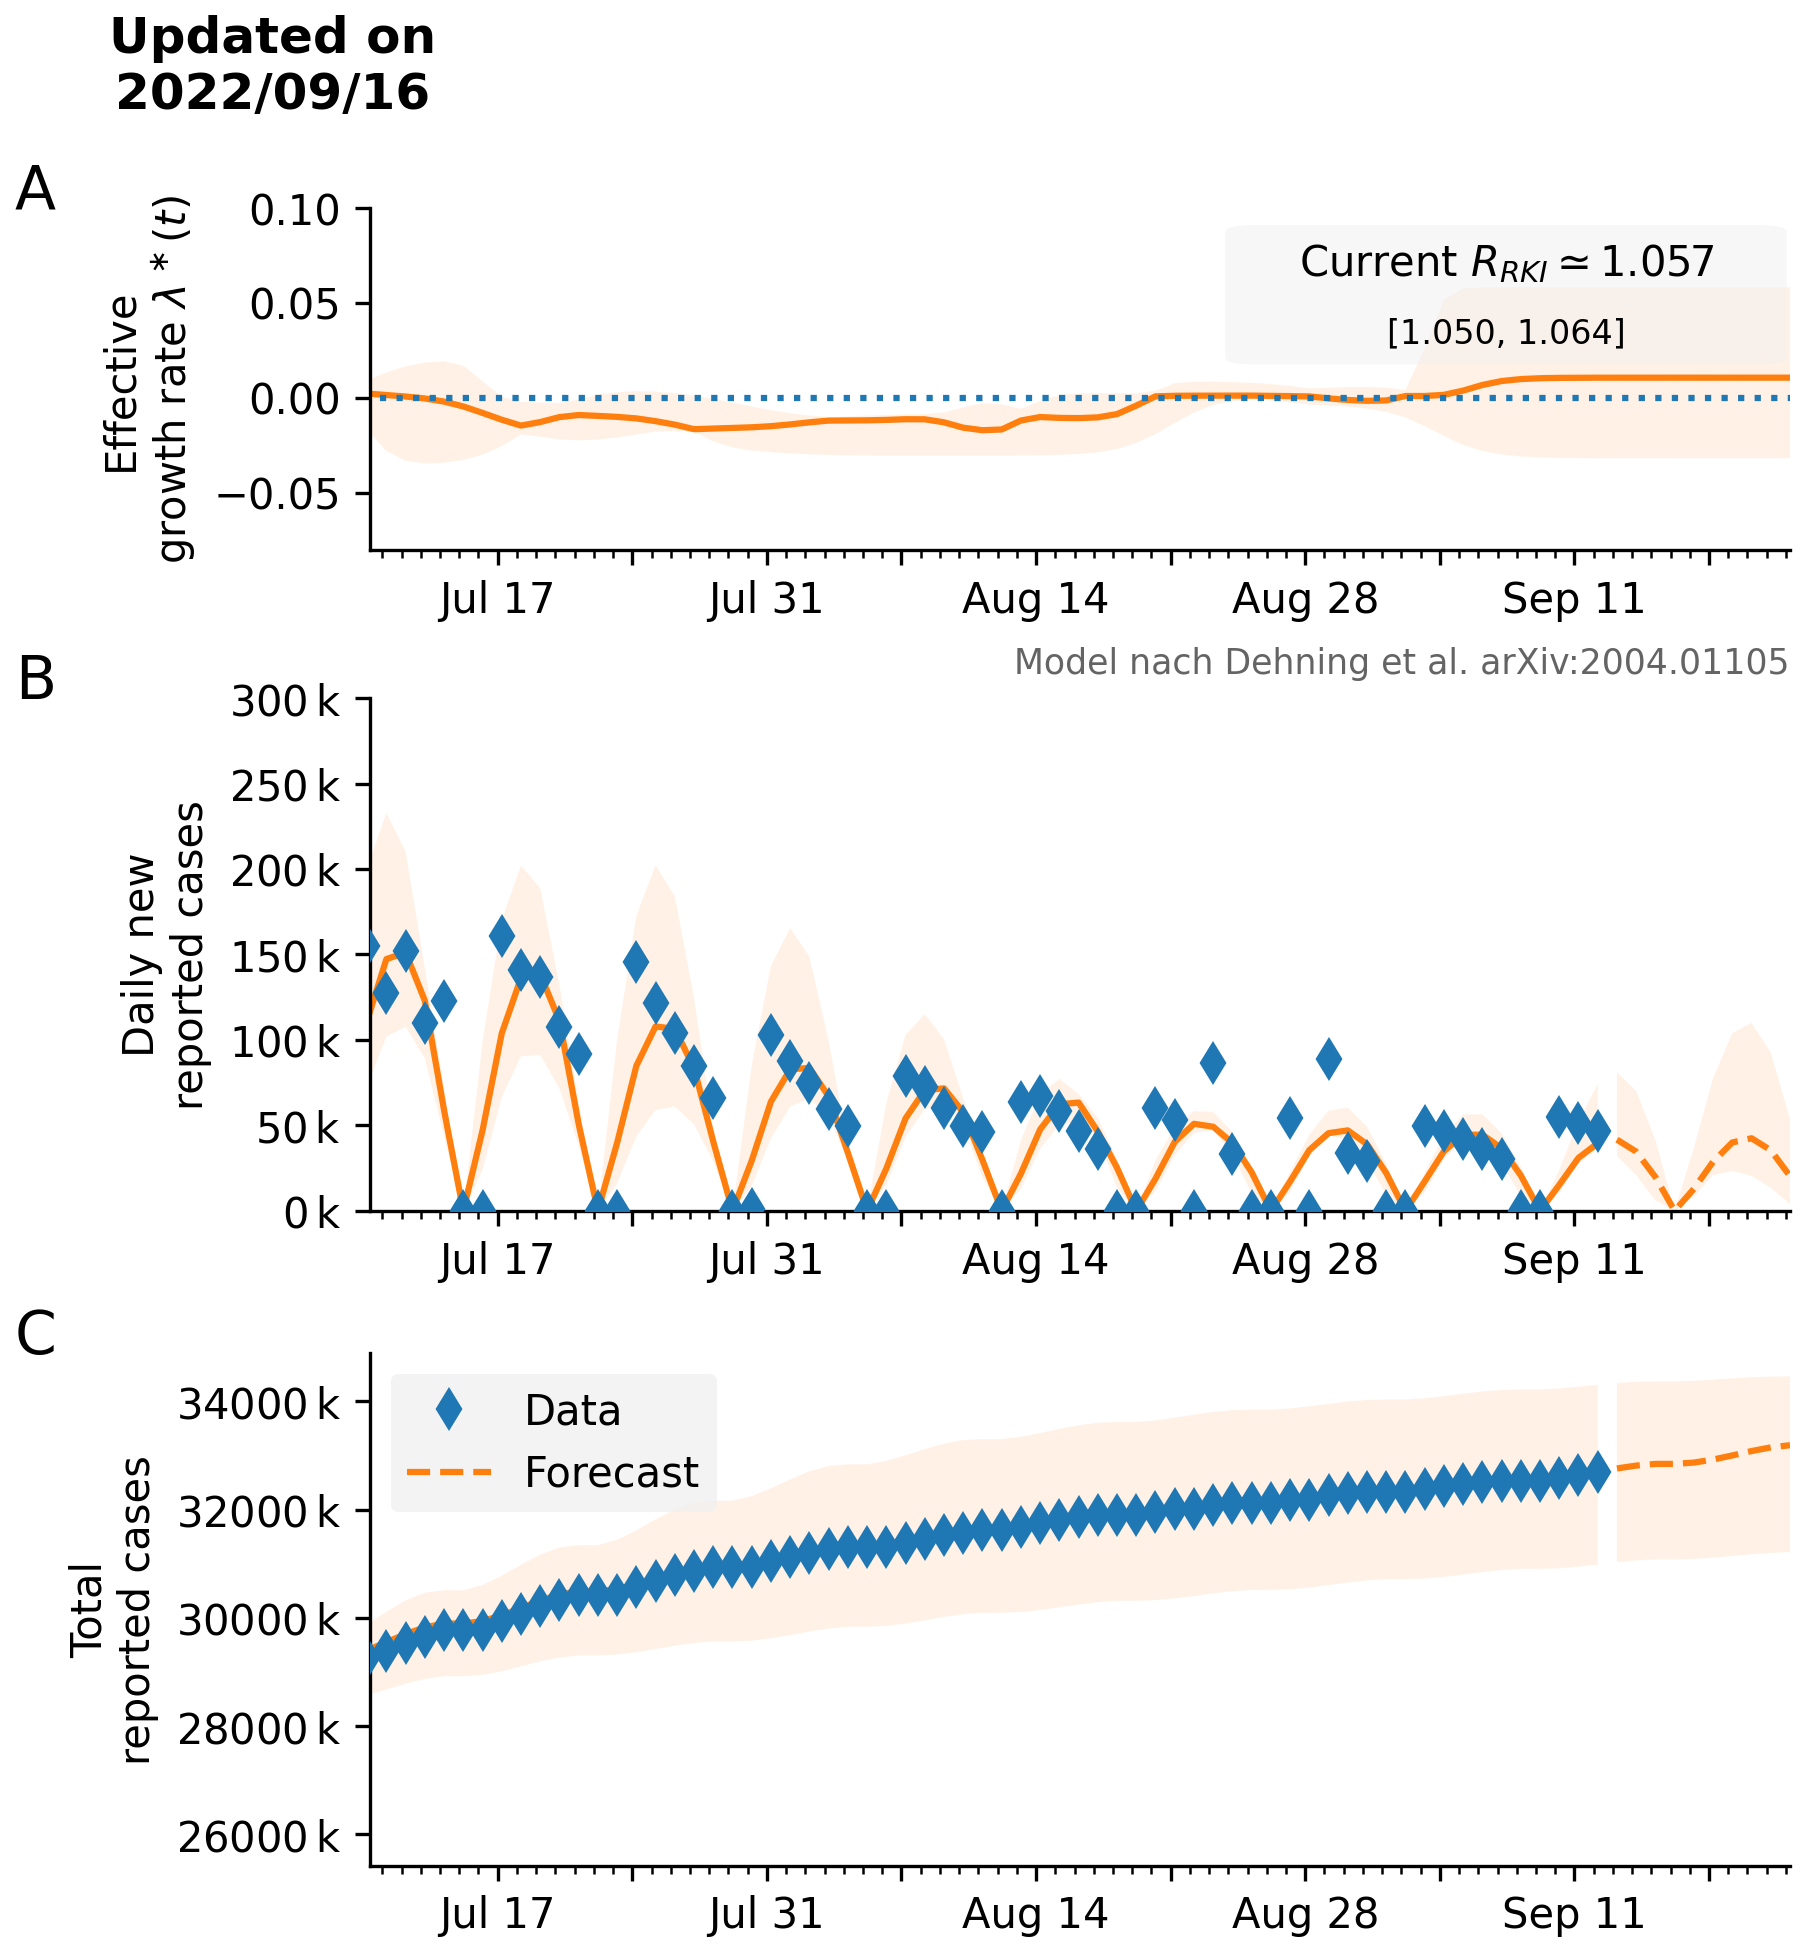 Updated on
2022/09/16
A
Effective
growth rate λ * (t)
0.10
0.05
0.00
−0.05
Current R_RKI ≃ 1.057
[1.050, 1.064]
Jul 17
Jul 31
Aug 14
Aug 28
Sep 11
Model nach Dehning et al. arXiv:2004.01105
B
Daily new
reported cases
300 k
250 k
200 k
150 k
100 k
50 k
0 k
Jul 17
Jul 31
Aug 14
Aug 28
Sep 11
C
Total
reported cases
34000 k
32000 k
30000 k
28000 k
26000 k
Data
Forecast
Jul 17
Jul 31
Aug 14
Aug 28
Sep 11